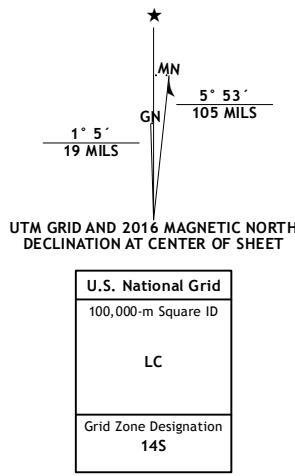 MN
GN
5° 53´
105 MILS
1° 5´
19 MILS
UTM GRID AND 2016 MAGNETIC NORTH
DECLINATION AT CENTER OF SHEET
U.S. National Grid
100,000-m Square ID
LC
Grid Zone Designation
14S